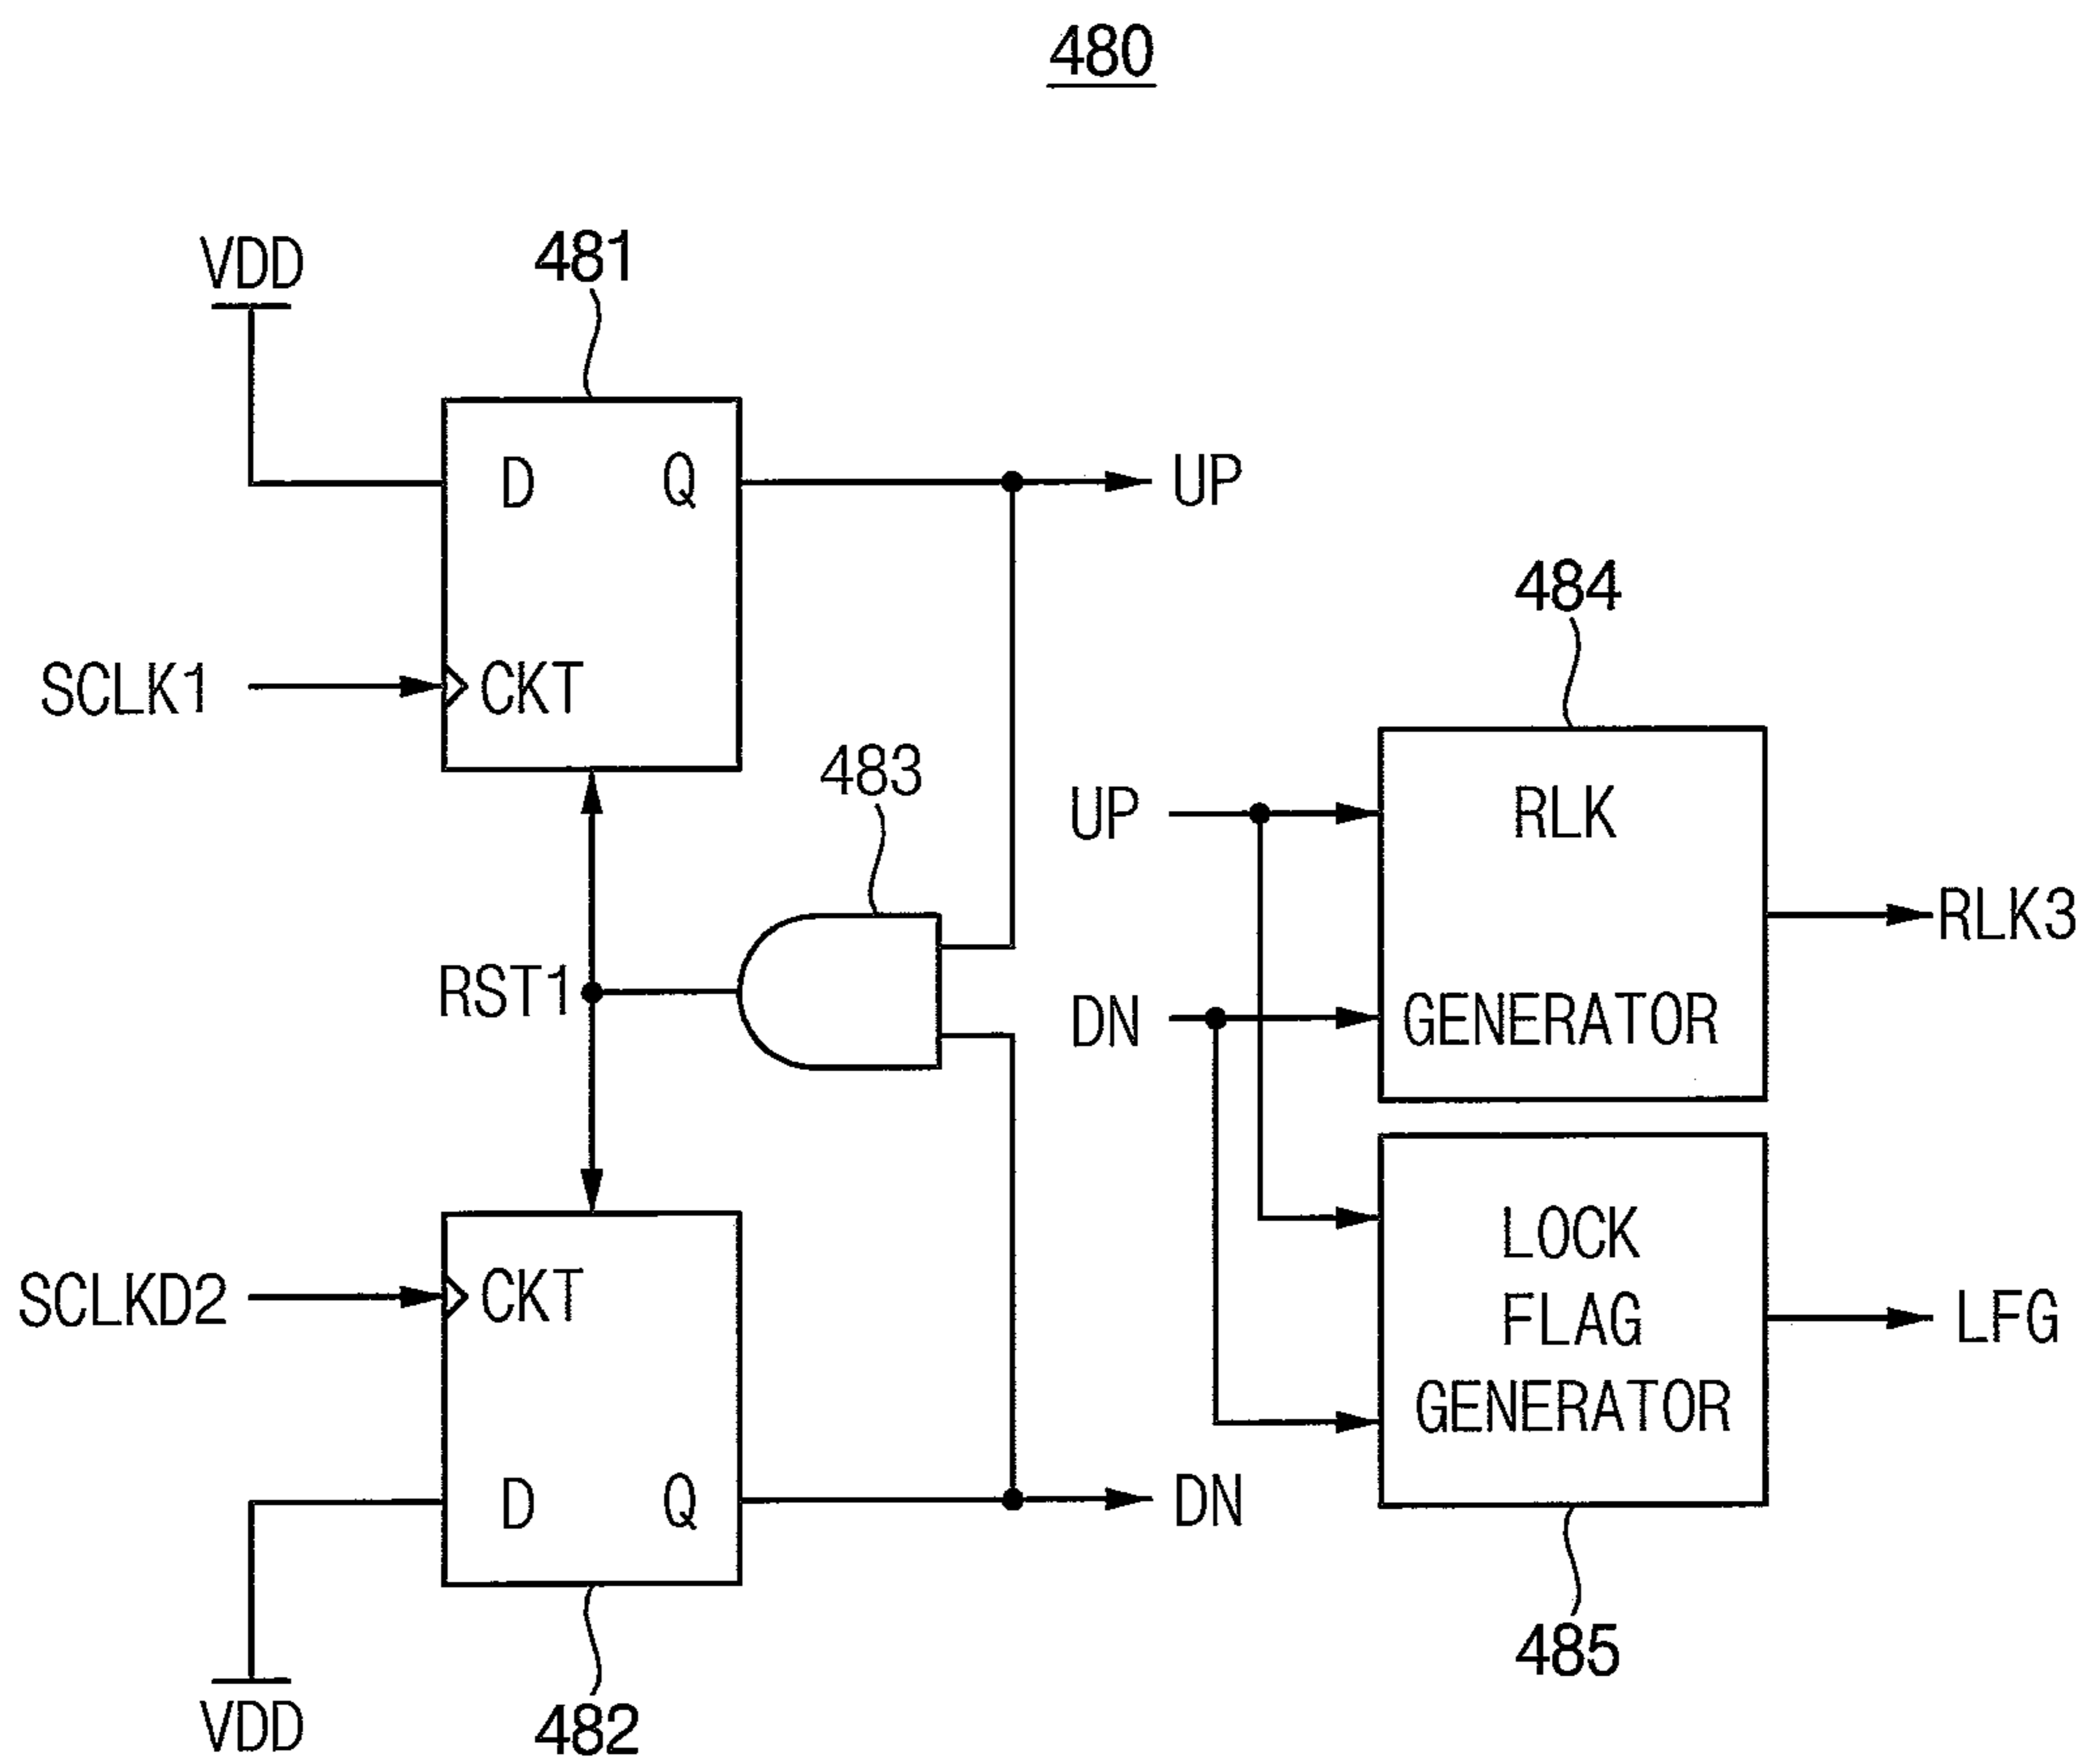 480
VDD
481
D Q
UP
SCLK1
CKT
483
RST1
SCLKD2
CKT
D Q
DN
VDD
482
484
UP
RLK
RLK3
DN
GENERATOR
LOCK
FLAG
GENERATOR
LFG
485